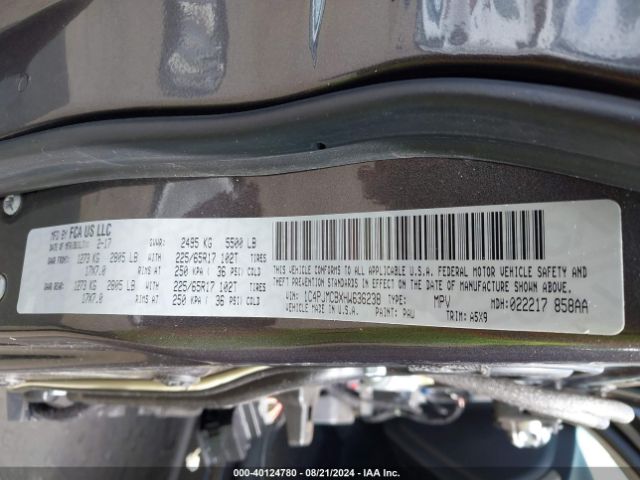 MFD BY FCA US LLC GVWR: 2495 KG 5500 LB
DATE OF MFR 2-17
GAWR FRONT: 1273 KG 2805 LB WITH 225/65R17 102T TIRES
17X7.0 RIMS AT 250 KPA ( 36 PSI) COLD
GAWR REAR: 1273 KG 2805 LB WITH 225/65R17 102T TIRES
17X7.0 RIMS AT 250 KPA ( 36 PSI) COLD
THIS VEHICLE CONFORMS TO ALL APPLICABLE U.S.A. FEDERAL MOTOR VEHICLE SAFETY AND
THEFT PREVENTION STANDARDS IN EFFECT ON THE DATE OF MANUFACTURE SHOWN ABOVE.
VIN: 1C4PJMCBXHW636238 TYPE: MPV MDH: 022217 858AA
VEHICLE MADE IN U.S.A. PAINT: PAU TRIM: A5X9
000-40124780 - 08/21/2024 - IAA Inc.